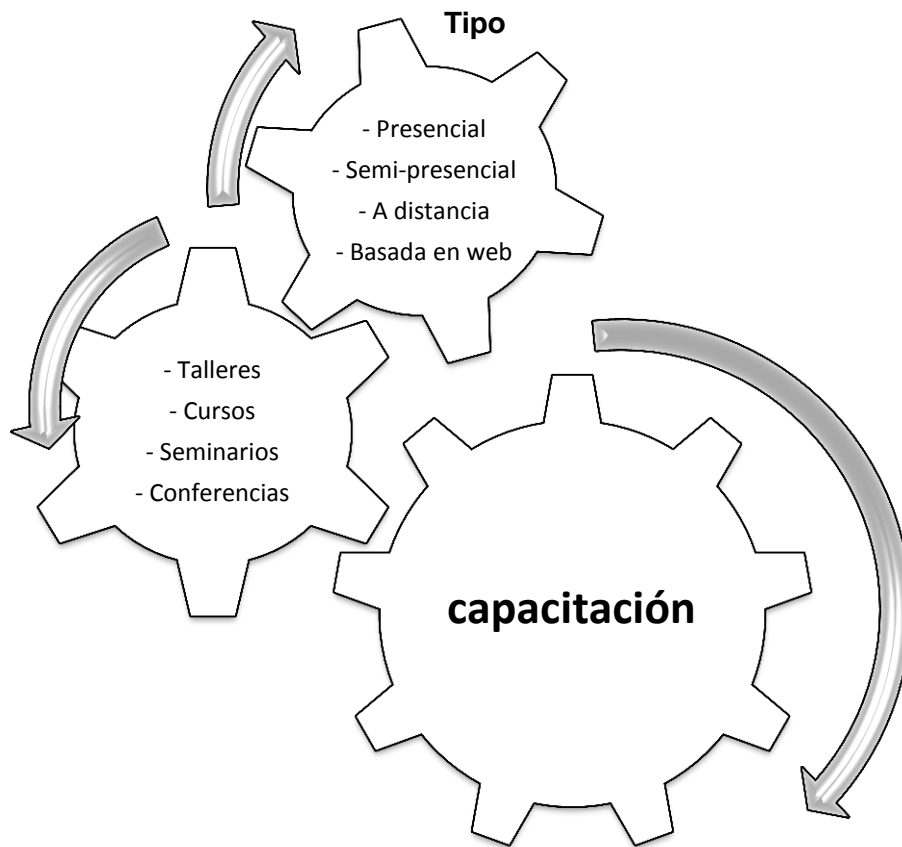 Tipo
- Presencial
- Semi-presencial
- A distancia
- Basada en web
- Talleres
- Cursos
- Seminarios
- Conferencias
capacitación